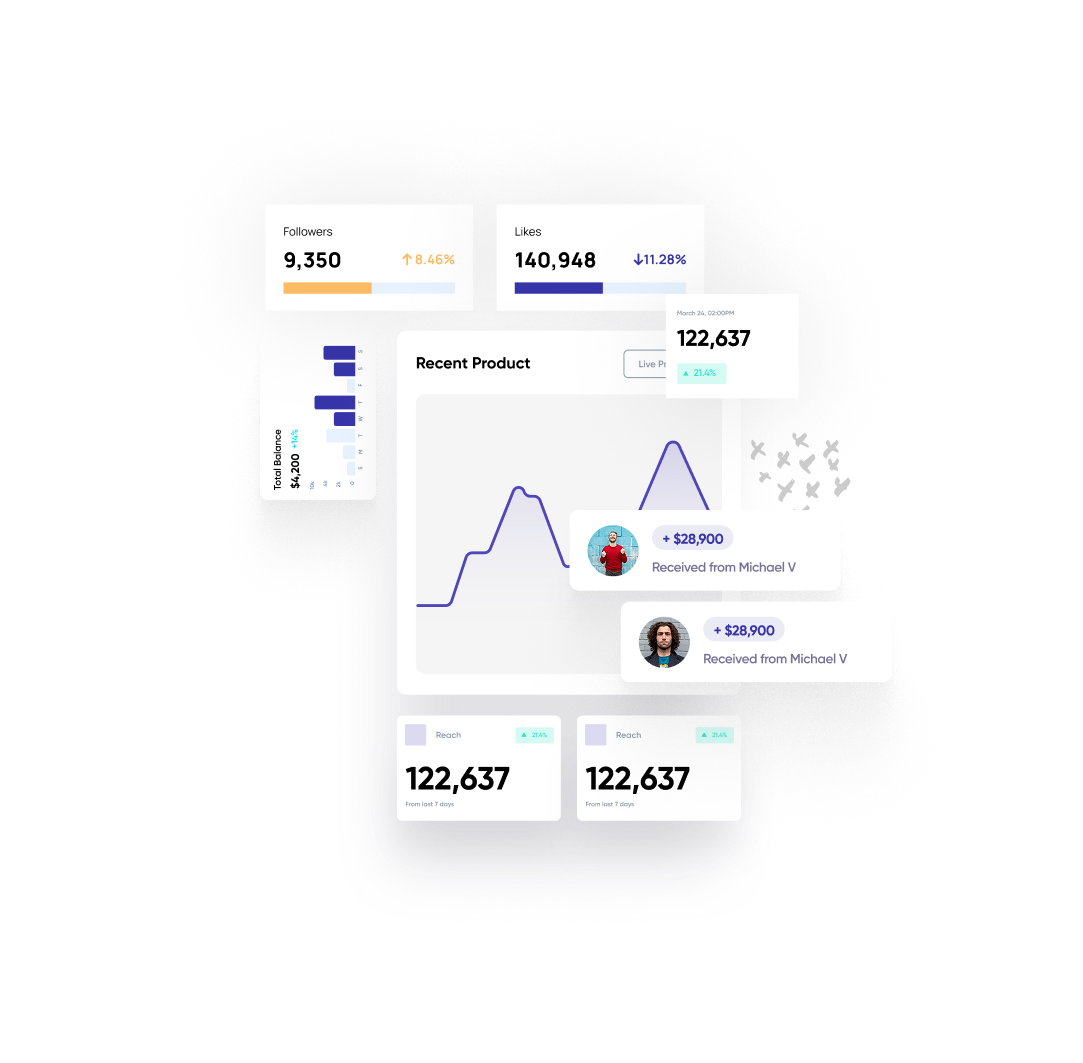 Followers
9,350
8.46%
Likes
140,948
11.28%
March 24, 02:00PM
122,637
21.4%
Recent Product
Live Pr
Total Balance
$4,200 +14%
S
S
F
T
W
T
M
S
0
+ $28,900
Received from Michael V
+ $28,900
Received from Michael V
Reach
21.4%
122,637
From last 7 days
Reach
21.4%
122,637
From last 7 days